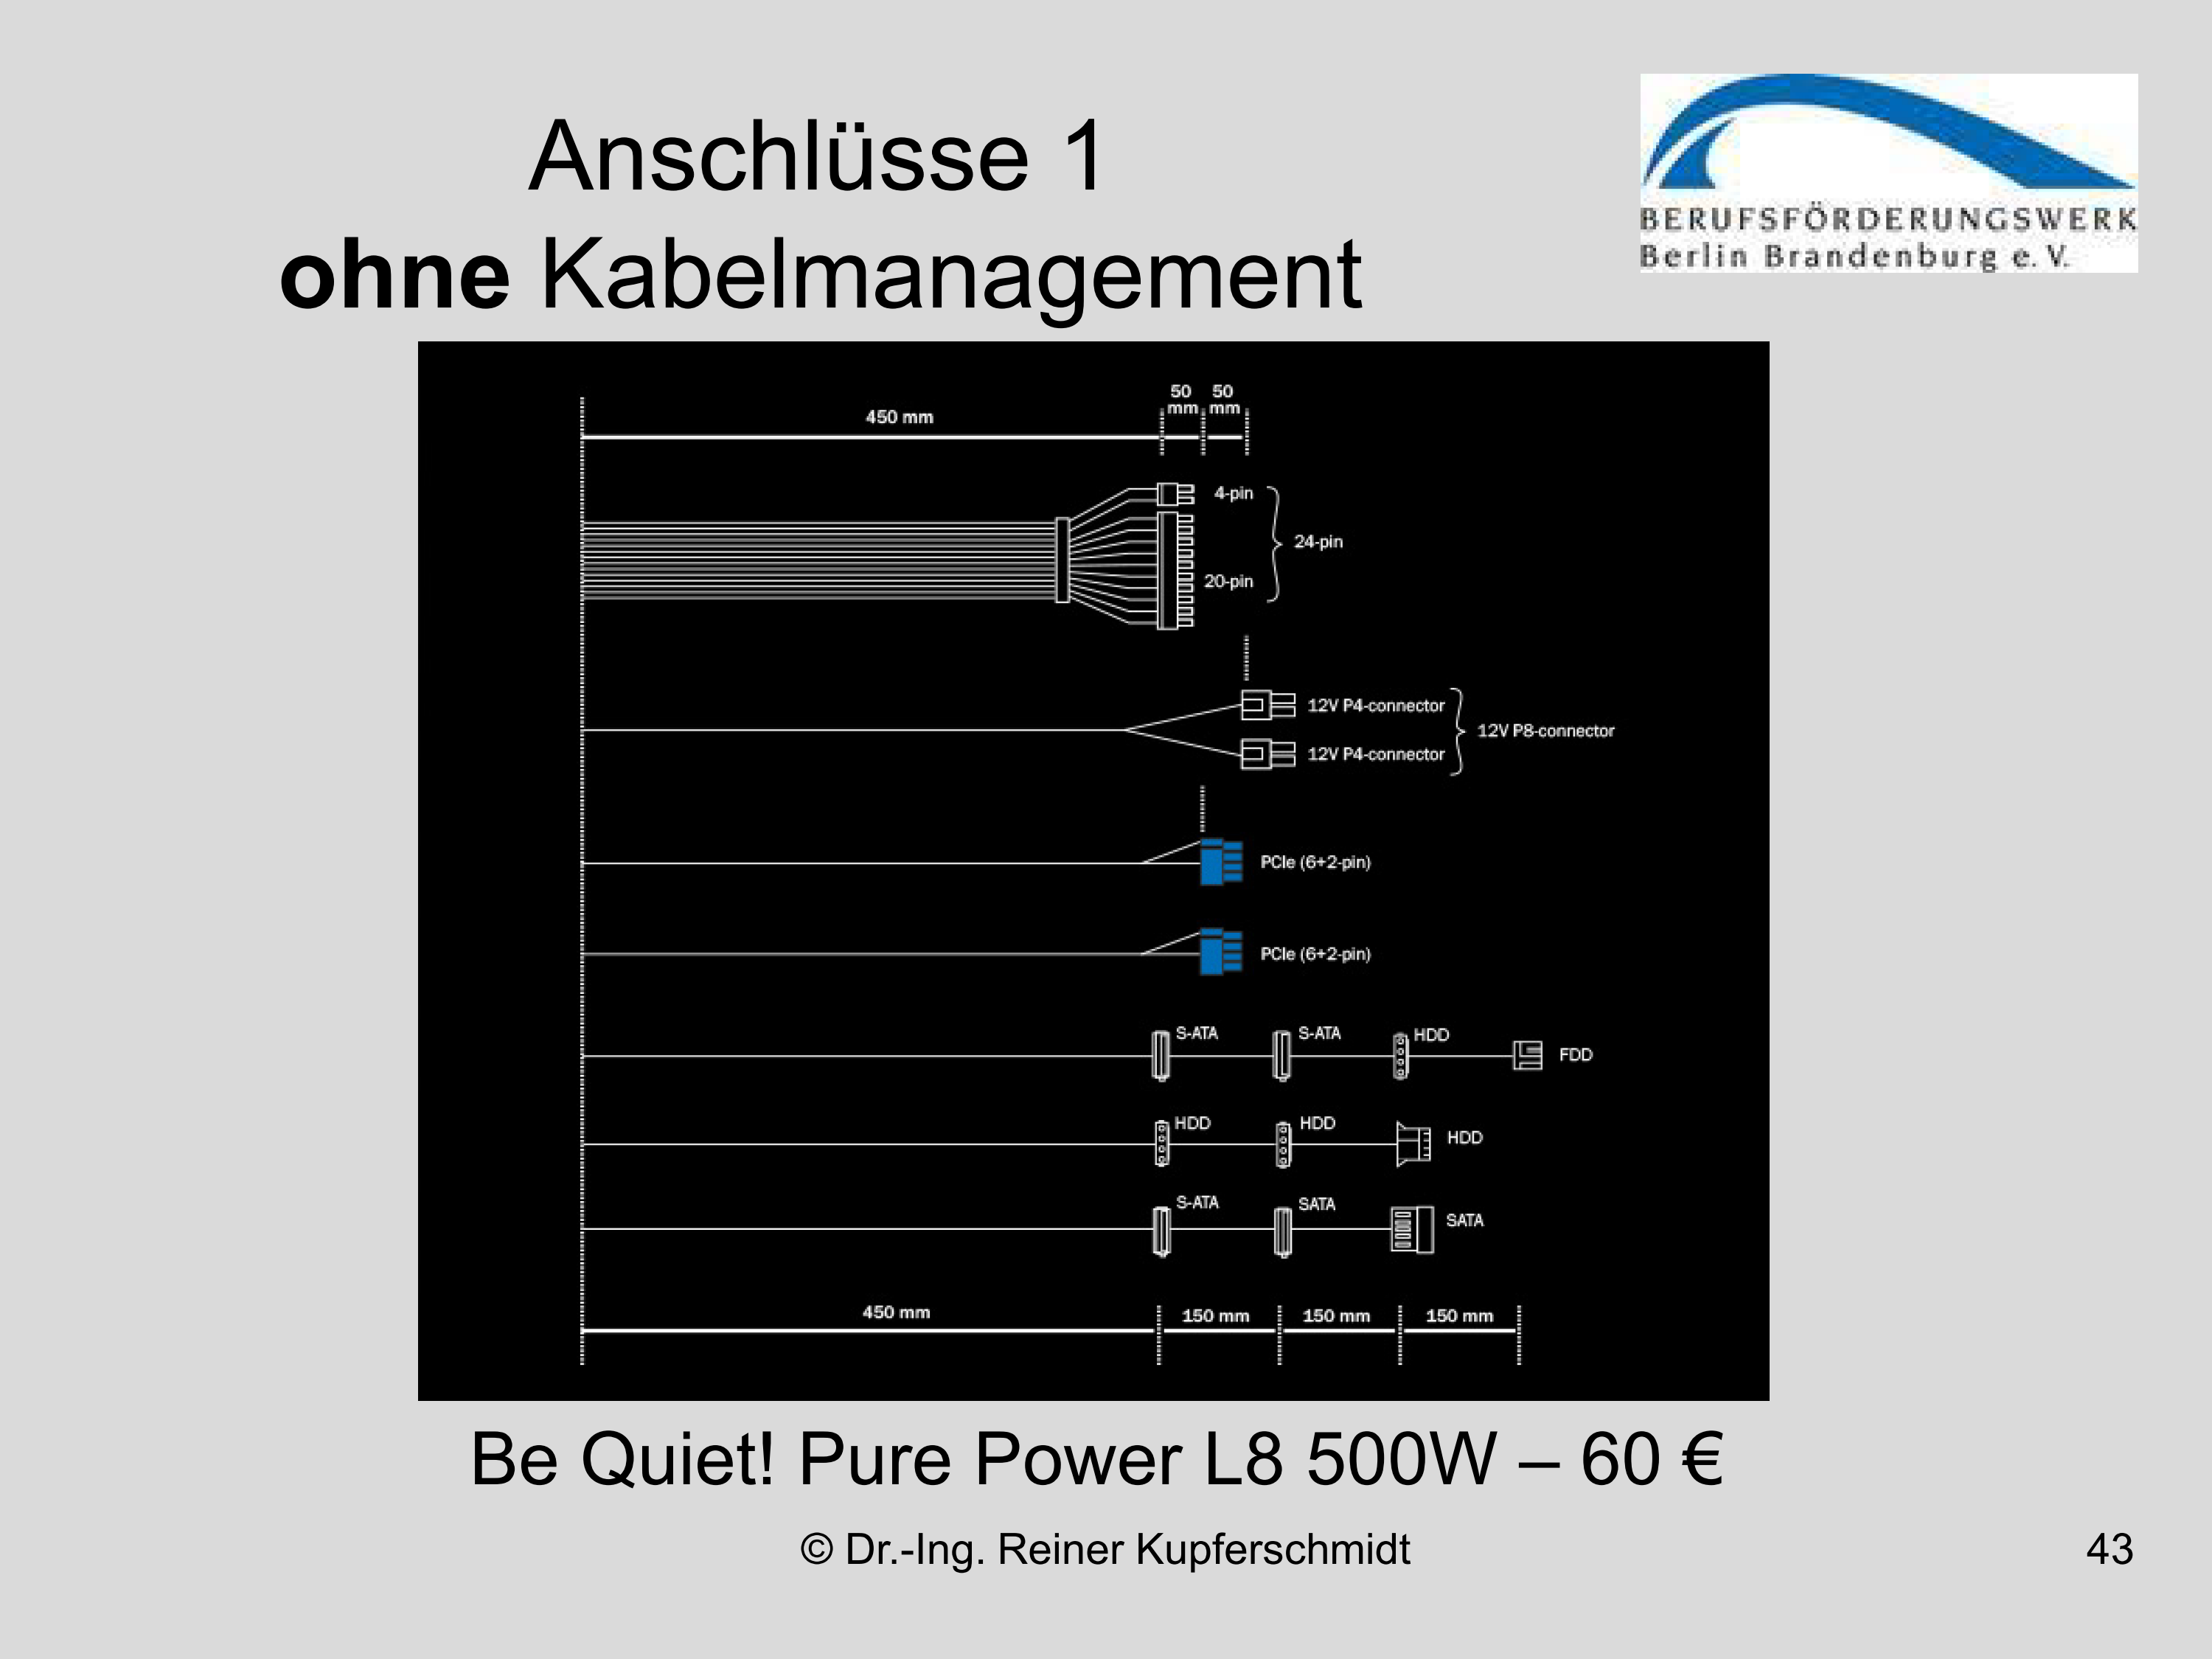 Anschlüsse 1
ohne Kabelmanagement
BERUFSFÖRDERUNGSWERK
Berlin Brandenburg e. V.
450 mm
50 mm
50 mm
4-pin
24-pin
20-pin
12V P4-connector
12V P8-connector
12V P4-connector
PCIe (6+2-pin)
PCIe (6+2-pin)
S-ATA S-ATA HDD FDD
HDD HDD HDD
S-ATA SATA SATA
450 mm 150 mm 150 mm 150 mm
Be Quiet! Pure Power L8 500W – 60 €
© Dr.-Ing. Reiner Kupferschmidt
43